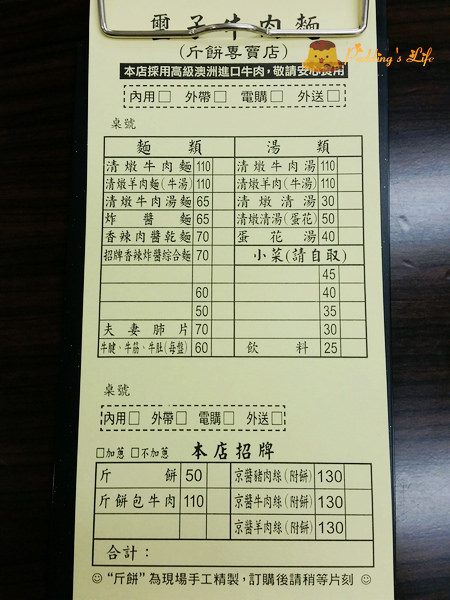 子牛肉麵
(斤餅專賣店)
Pudding's Life
本店採用高級澳洲進口牛肉，敬請安心食用
內用□ 外帶□ 電購□ 外送□
桌號
麵類 湯類
清燉牛肉麵 110 清燉牛肉湯 110
清燉羊肉麵(牛湯) 110 清燉羊肉(牛湯) 110
清燉牛肉湯麵 65 清燉清湯 30
炸醬麵 65 清燉清湯(蛋花) 50
香辣肉醬乾麵 70 蛋花湯 40
招牌香辣炸醬綜合麵 70 小菜(請自取)
45
60 40
50 35
夫妻肺片 70 30
牛腱、牛筋、牛肚(每盤) 60 飲料 25
桌號
內用□ 外帶□ 電購□ 外送□
□加蔥 □不加蔥 本店招牌
斤餅 50 京醬豬肉絲(附餅) 130
斤餅包牛肉 110 京醬牛肉絲(附餅) 130
京醬羊肉絲(附餅) 130
合計：
☺“斤餅”為現場手工精製，訂購後請稍等片刻 ☺